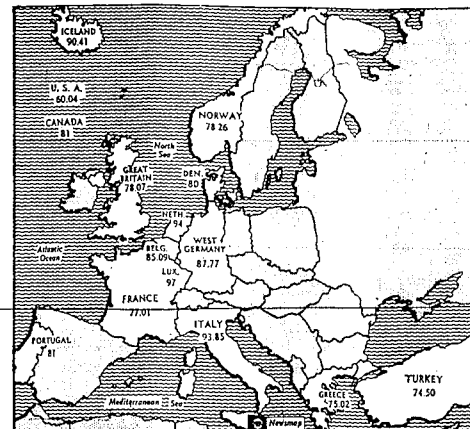 ICELAND
90.41
U. S. A.
60.04
CANADA
81
NORWAY
78 26
North
Sea
GREAT
BRITAIN
78.07
DEN.
80
NETH.
94
Atlantic
Ocean
BELG.
85.09
WEST
GERMANY
87.77
LUX.
97
FRANCE
77.01
ITALY
93.85
PORTUGAL
81
GREECE
75.02
TURKEY
74.50
Mediterranean Sea
Newsmap